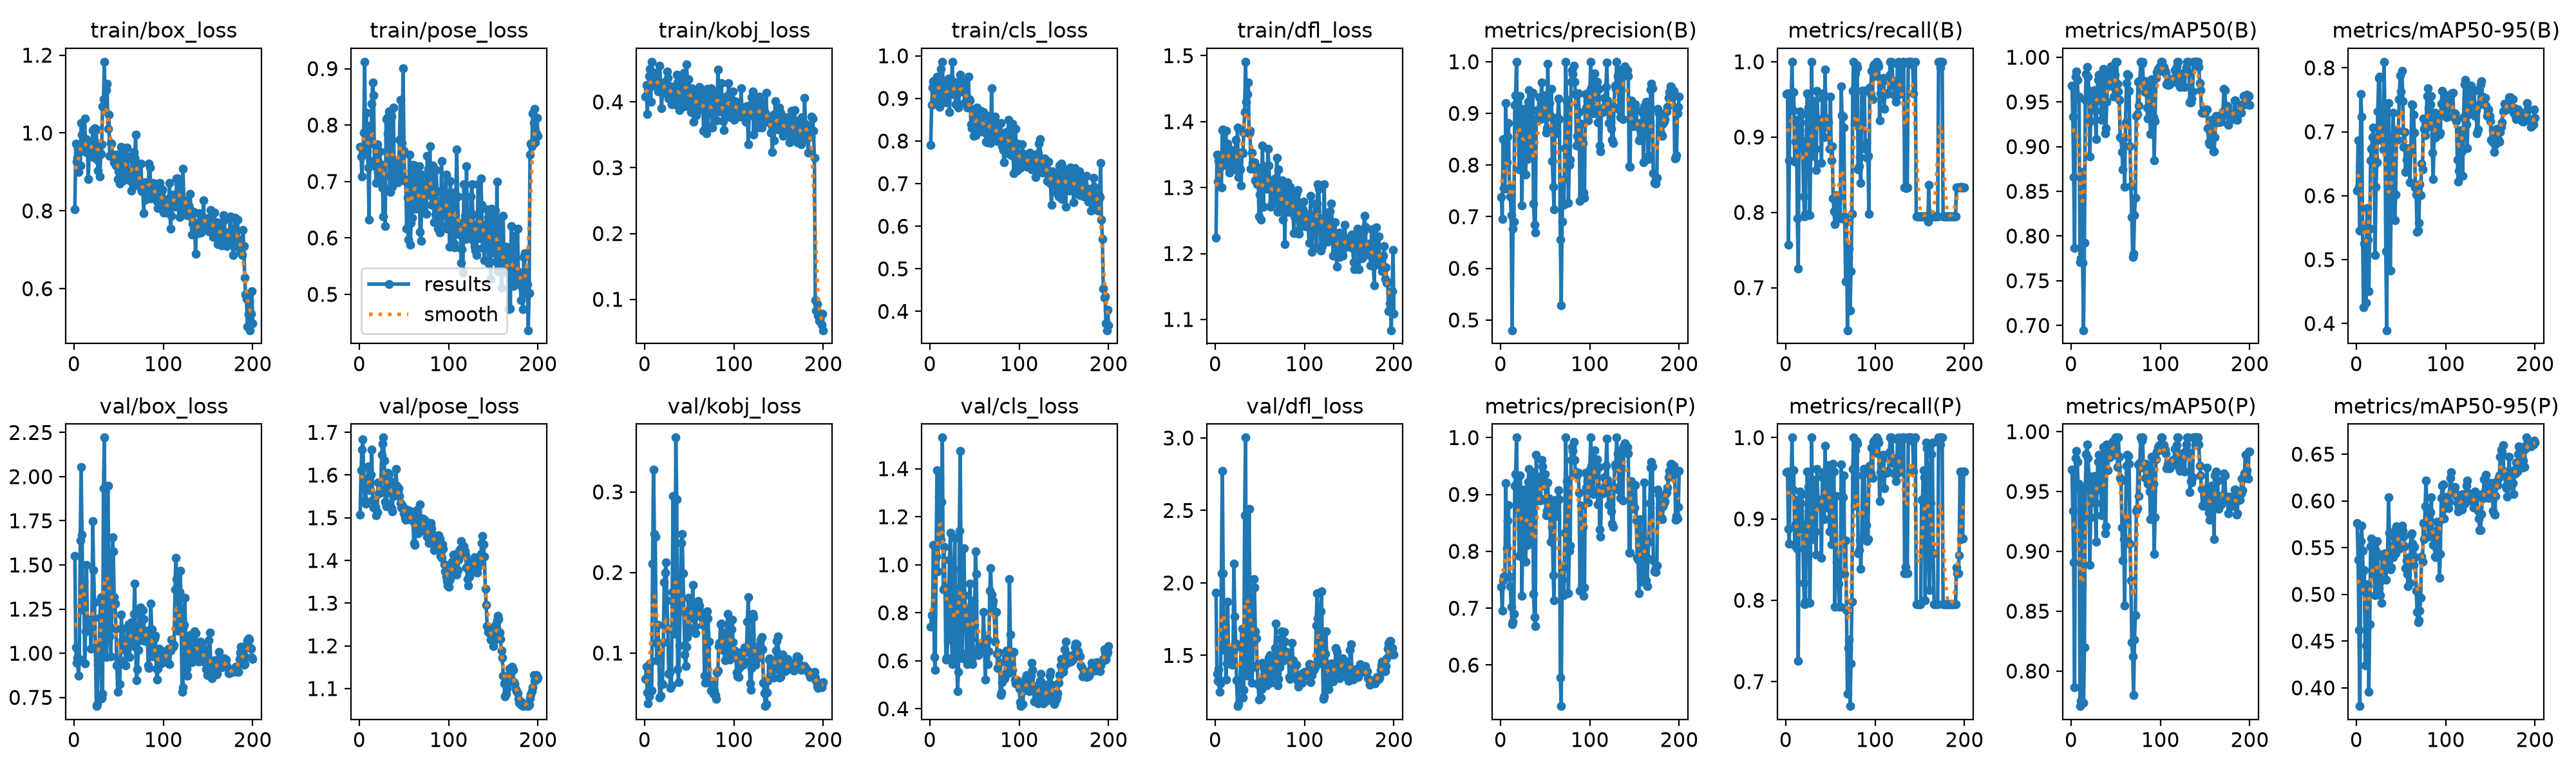 train/box_loss
train/pose_loss
train/kobj_loss
train/cls_loss
train/dfl_loss
metrics/precision(B)
metrics/recall(B)
metrics/mAP50(B)
metrics/mAP50-95(B)
1.2
1.0
0.8
0.6
0 100 200
0.9
0.8
0.7
0.6
0.5
results
smooth
0 100 200
0.4
0.3
0.2
0.1
0 100 200
1.0
0.9
0.8
0.7
0.6
0.5
0.4
0 100 200
1.5
1.4
1.3
1.2
1.1
0 100 200
1.0
0.9
0.8
0.7
0.6
0.5
0 100 200
1.0
0.9
0.8
0.7
0 100 200
1.00
0.95
0.90
0.85
0.80
0.75
0.70
0 100 200
0.8
0.7
0.6
0.5
0.4
0 100 200
val/box_loss
val/pose_loss
val/kobj_loss
val/cls_loss
val/dfl_loss
metrics/precision(P)
metrics/recall(P)
metrics/mAP50(P)
metrics/mAP50-95(P)
2.25
2.00
1.75
1.50
1.25
1.00
0.75
0 100 200
1.7
1.6
1.5
1.4
1.3
1.2
1.1
0 100 200
0.3
0.2
0.1
0 100 200
1.4
1.2
1.0
0.8
0.6
0.4
0 100 200
3.0
2.5
2.0
1.5
0 100 200
1.0
0.9
0.8
0.7
0.6
0 100 200
1.0
0.9
0.8
0.7
0 100 200
1.00
0.95
0.90
0.85
0.80
0 100 200
0.65
0.60
0.55
0.50
0.45
0.40
0 100 200